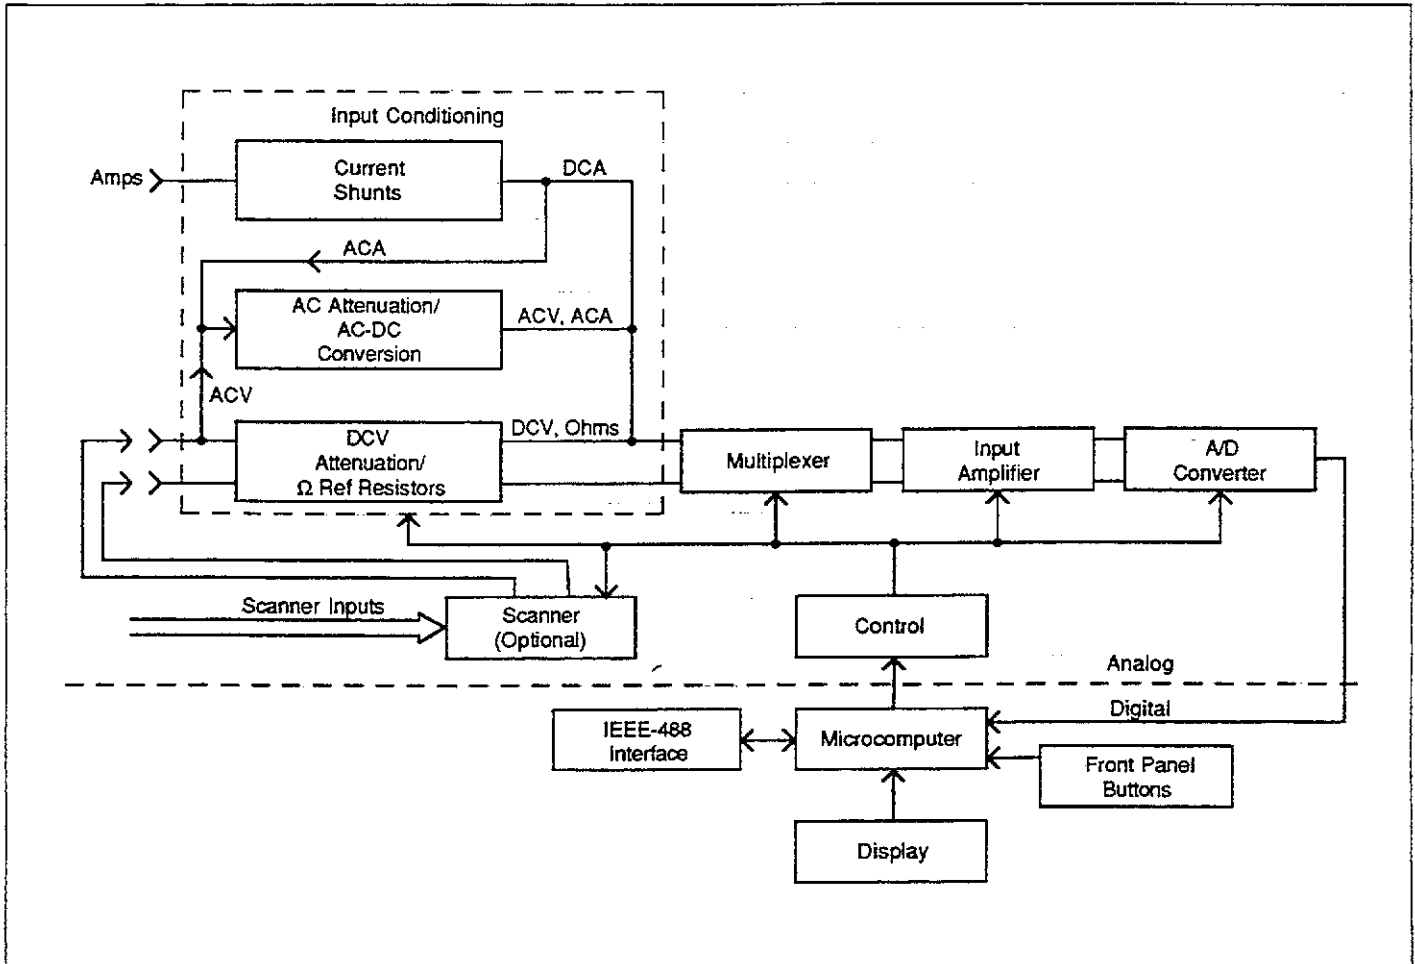 Input Conditioning
Amps
Current
Shunts
DCA
ACA
AC Attenuation/
AC-DC
Conversion
ACV, ACA
ACV
DCV
Attenuation/
Ω Ref Resistors
DCV, Ohms
Multiplexer
Input
Amplifier
A/D
Converter
Scanner Inputs
Scanner
(Optional)
Control
Analog
Digital
IEEE-488
Interface
Microcomputer
Front Panel
Buttons
Display